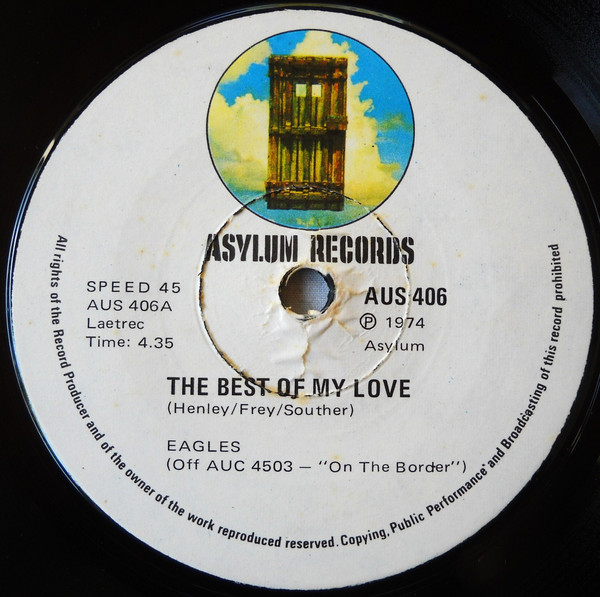 ASYLUM RECORDS
SPEED 45
AUS 406A
Laetrec
Time: 4.35
AUS 406
Ⓟ 1974
Asylum
THE BEST OF MY LOVE
(Henley/Frey/Souther)
EAGLES
(Off AUC 4503 – "On The Border")
All rights of the Record Producer and of the owner of the work reproduced reserved. Copying, Public Performance and Broadcasting of this record prohibited